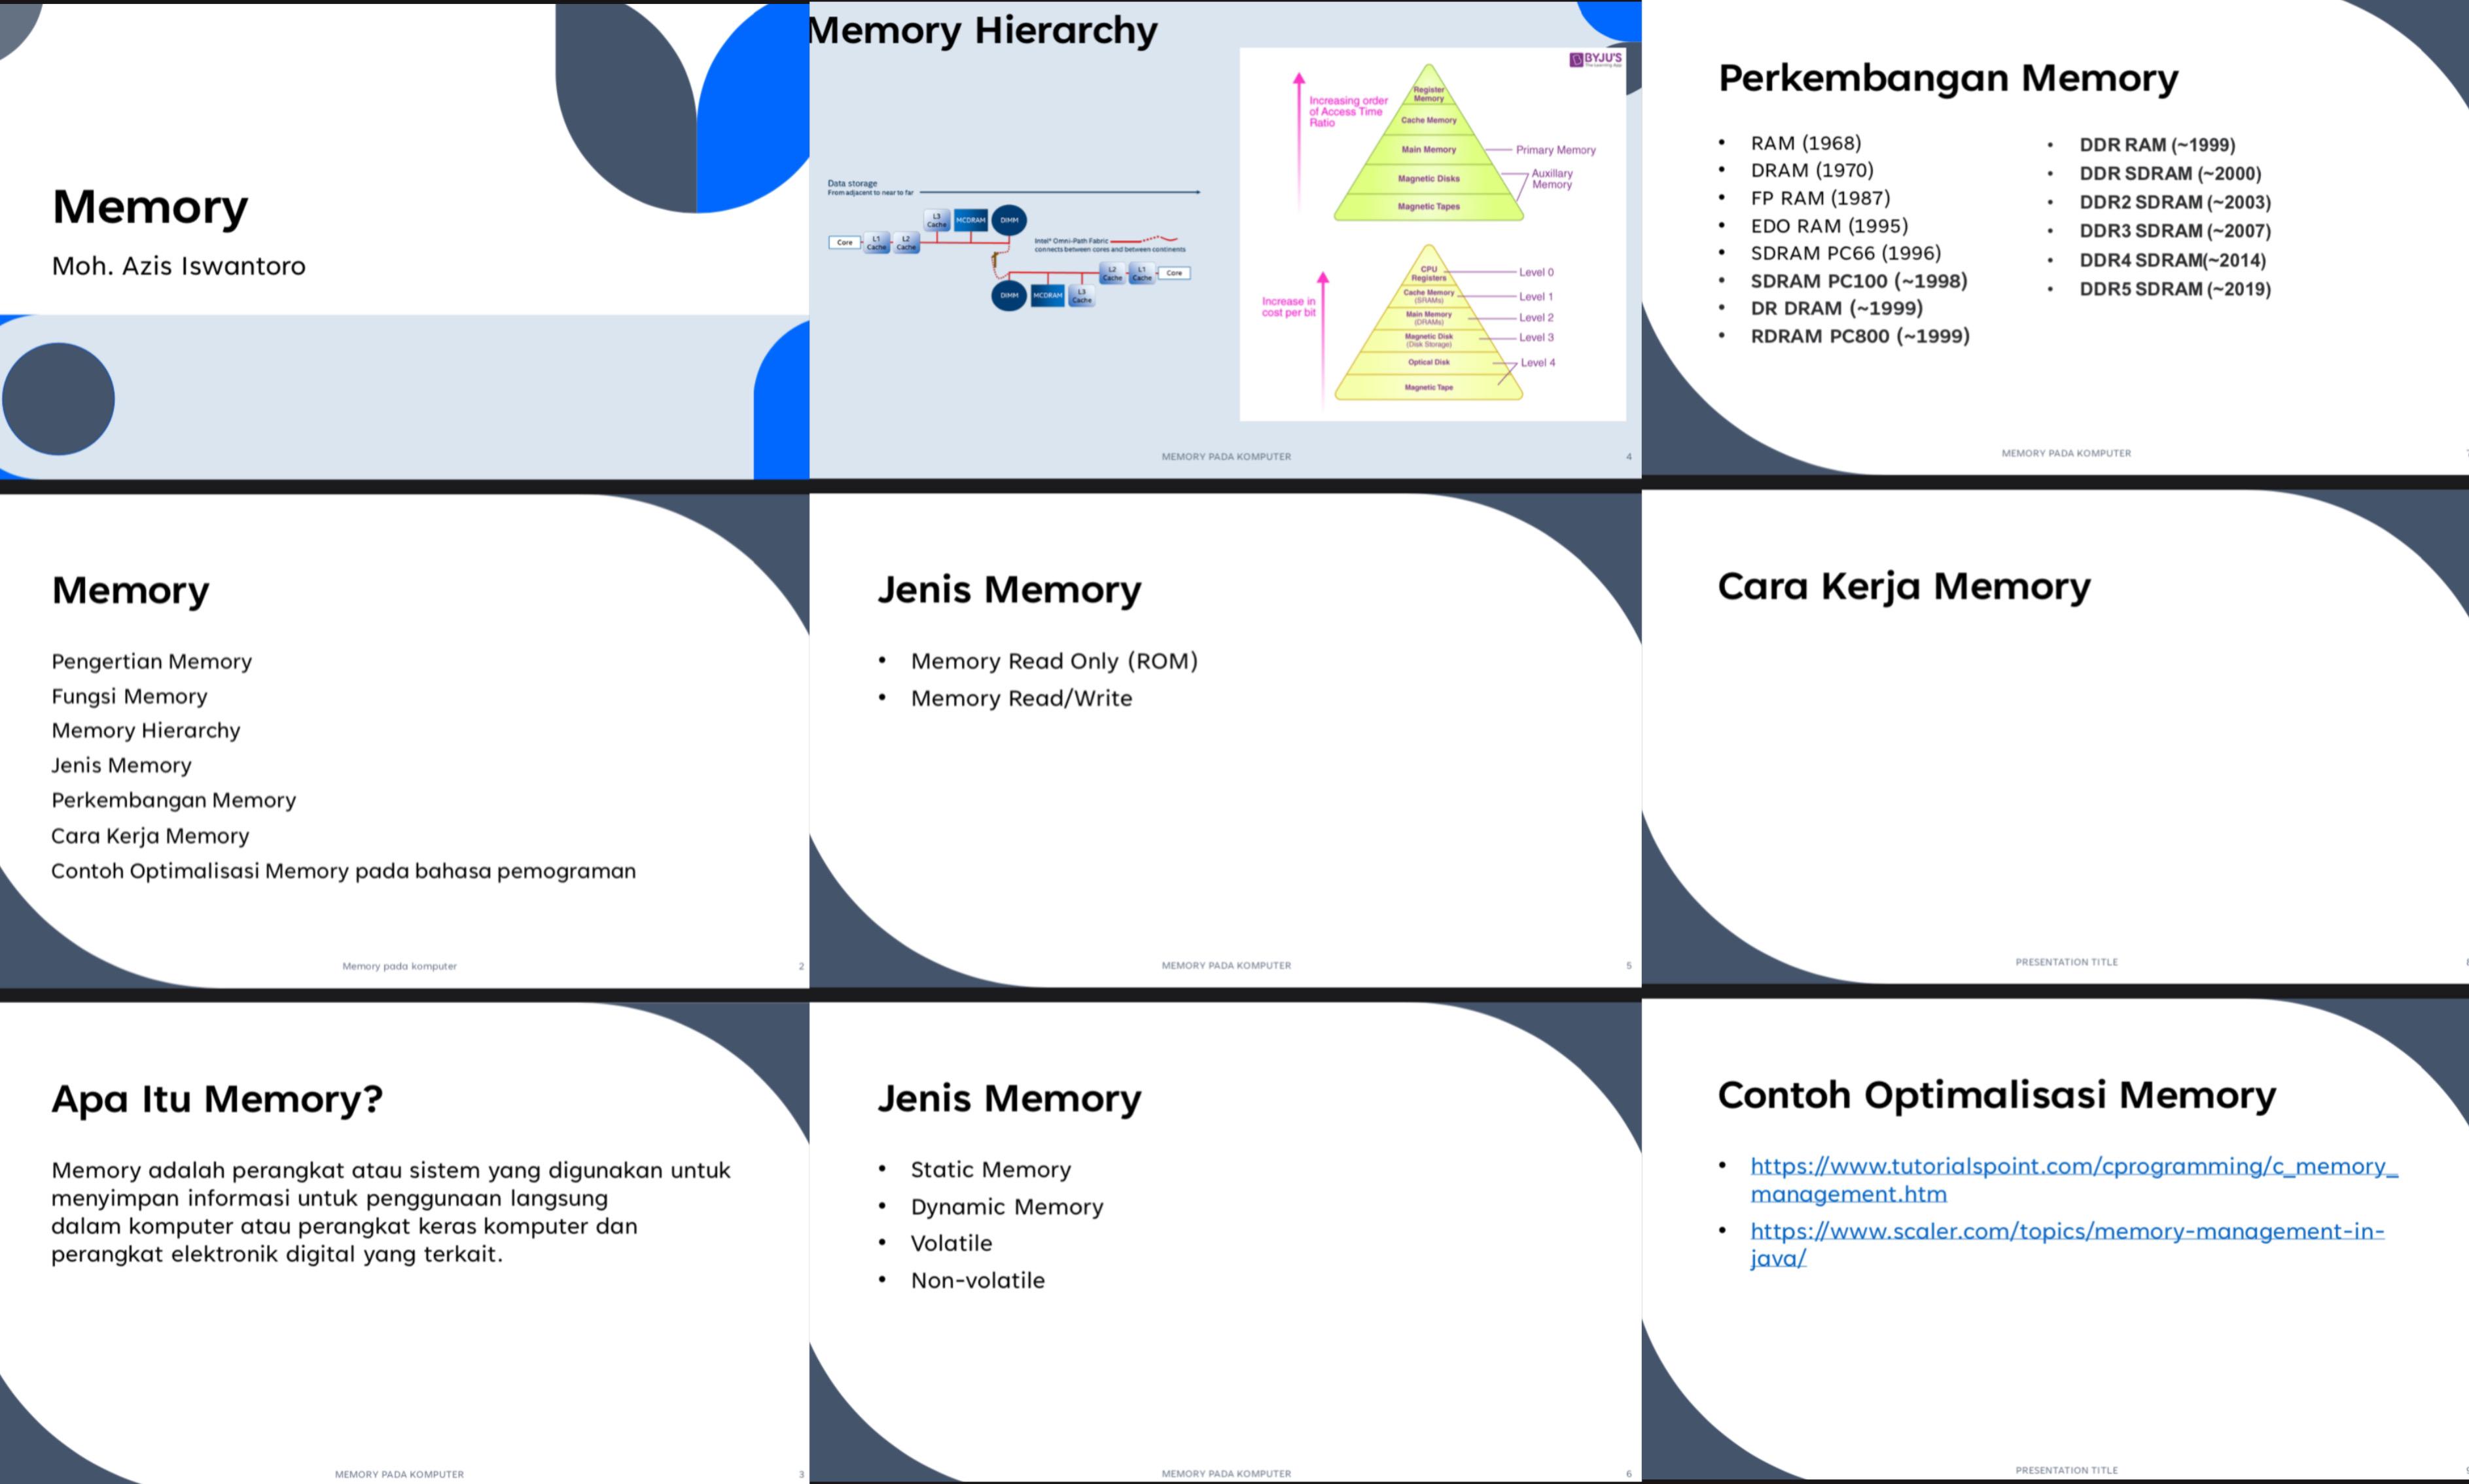 Memory
Moh. Azis Iswantoro
Memory
Pengertian Memory
Fungsi Memory
Memory Hierarchy
Jenis Memory
Perkembangan Memory
Cara Kerja Memory
Contoh Optimalisasi Memory pada bahasa pemograman
Memory pada komputer
2
Apa Itu Memory?
Memory adalah perangkat atau sistem yang digunakan untuk
menyimpan informasi untuk penggunaan langsung
dalam komputer atau perangkat keras komputer dan
perangkat elektronik digital yang terkait.
MEMORY PADA KOMPUTER
3
Memory Hierarchy
Data storage
From adjacent to near to far
Core
L1
Cache
L2
Cache
L3
Cache
MCDRAM
DIMM
Intel® Omni-Path Fabric
connects between cores and between continents
DIMM
MCDRAM
L3
Cache
L2
Cache
L1
Cache
Core
BYJU'S
The Learning App
Increasing order
of Access Time
Ratio
Register
Memory
Cache Memory
Main Memory
Magnetic Disks
Magnetic Tapes
Primary Memory
Auxillary
Memory
Increase in
cost per bit
CPU
Registers
Cache Memory
(SRAMs)
Main Memory
(DRAMs)
Magnetic Disk
(Disk Storage)
Optical Disk
Magnetic Tape
Level 0
Level 1
Level 2
Level 3
Level 4
MEMORY PADA KOMPUTER
4
Jenis Memory
• Memory Read Only (ROM)
• Memory Read/Write
MEMORY PADA KOMPUTER
5
Jenis Memory
• Static Memory
• Dynamic Memory
• Volatile
• Non-volatile
MEMORY PADA KOMPUTER
6
Perkembangan Memory
• RAM (1968)
• DRAM (1970)
• FP RAM (1987)
• EDO RAM (1995)
• SDRAM PC66 (1996)
• SDRAM PC100 (~1998)
• DR DRAM (~1999)
• RDRAM PC800 (~1999)
• DDR RAM (~1999)
• DDR SDRAM (~2000)
• DDR2 SDRAM (~2003)
• DDR3 SDRAM (~2007)
• DDR4 SDRAM(~2014)
• DDR5 SDRAM (~2019)
MEMORY PADA KOMPUTER
Cara Kerja Memory
PRESENTATION TITLE
Contoh Optimalisasi Memory
• https://www.tutorialspoint.com/cprogramming/c_memory_
management.htm
• https://www.scaler.com/topics/memory-management-in-
java/
PRESENTATION TITLE